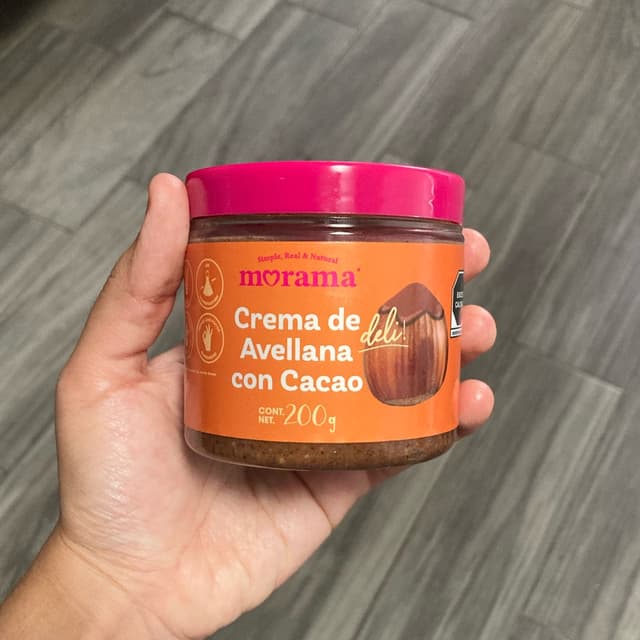 Simple, Real & Natural
morama
Crema de
Avellana
con Cacao
deli!
CONT.
NET. 200g